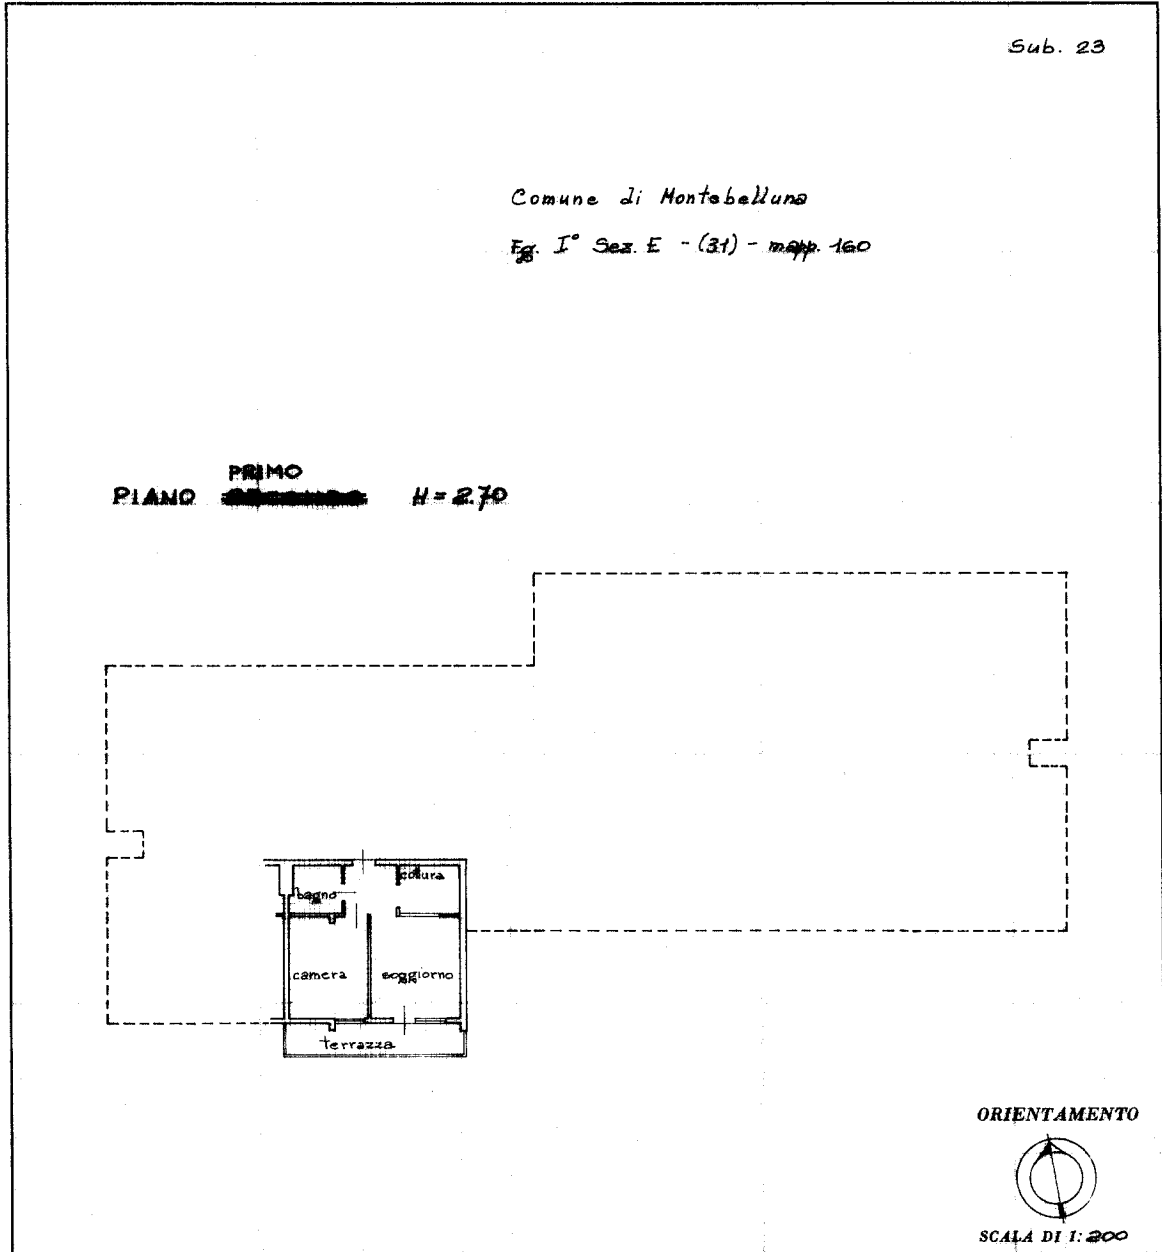 Sub. 23
Comune di Montebelluna
Fg. I° Sez. E - (31) - mapp. 160
PRIMO
PIANO H = 2.70
cottura
bagno
camera
soggiorno
terrazza
ORIENTAMENTO
SCALA DI 1: 200